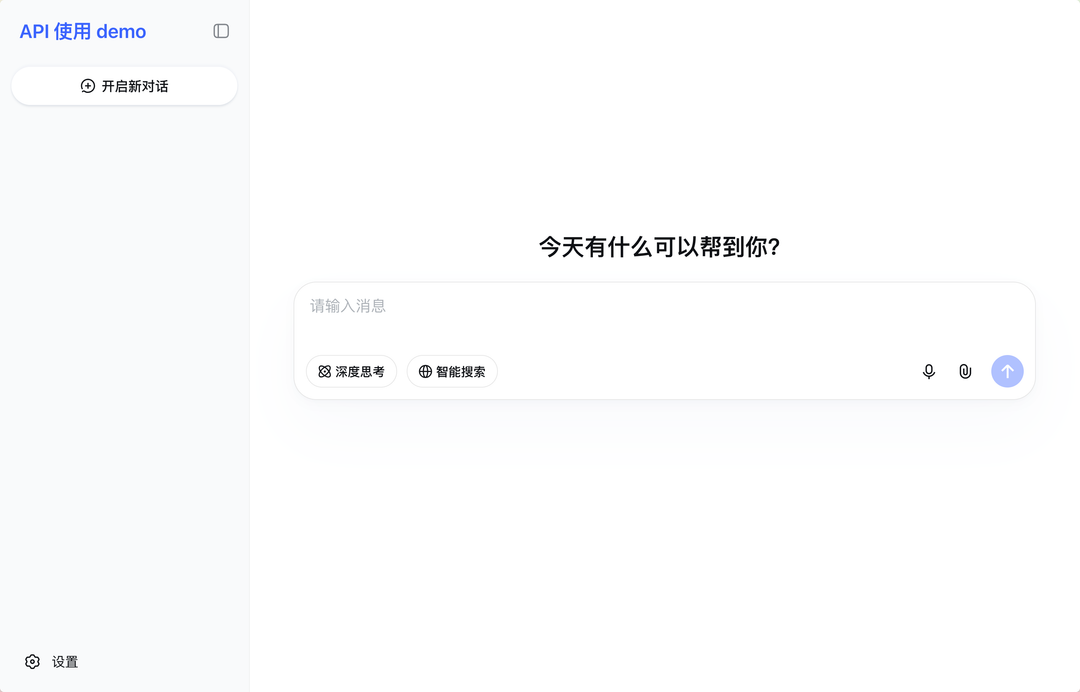 API 使用 demo
开启新对话
今天有什么可以帮到你?
请输入消息
深度思考
智能搜索
设置